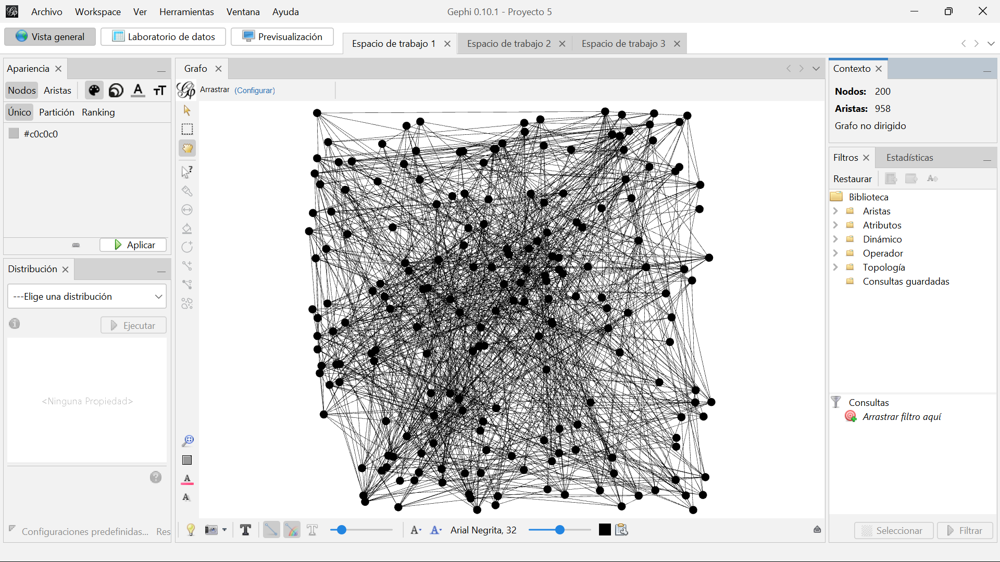 Archivo Workspace Ver Herramientas Ventana Ayuda Gephi 0.10.1 - Proyecto 5
Vista general Laboratorio de datos Previsualización Espacio de trabajo 1 Espacio de trabajo 2 Espacio de trabajo 3
Apariencia
Nodos Aristas
Único Partición Ranking
#c0c0c0
Aplicar
Distribución
---Elige una distribución
Ejecutar
<Ninguna Propiedad>
Configuraciones predefinidas... Res
Grafo
Arrastrar (Configurar)
Arial Negrita, 32
Contexto
Nodos: 200
Aristas: 958
Grafo no dirigido
Filtros Estadísticas
Restaurar
Biblioteca
Aristas
Atributos
Dinámico
Operador
Topología
Consultas guardadas
Consultas
Arrastrar filtro aquí
Seleccionar Filtrar